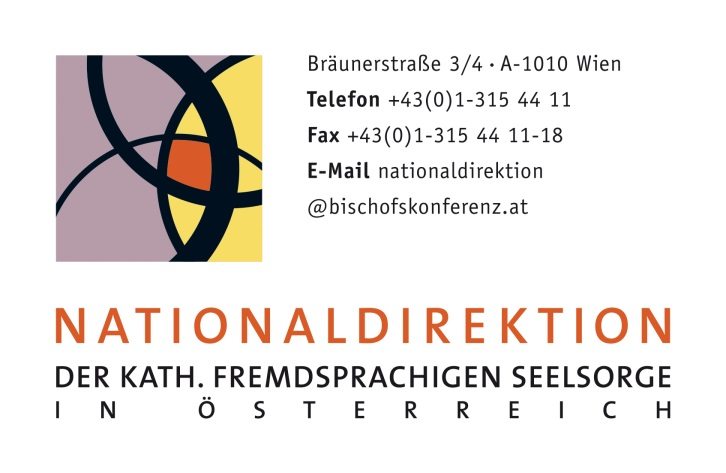 Bräunerstraße 3/4 · A-1010 Wien
Telefon +43(0)1-315 44 11
Fax +43(0)1-315 44 11-18
E-Mail nationaldirektion
@bischofskonferenz.at
NATIONALDIREKTION
DER KATH. FREMDSPRACHIGEN SEELSORGE
IN ÖSTERREICH